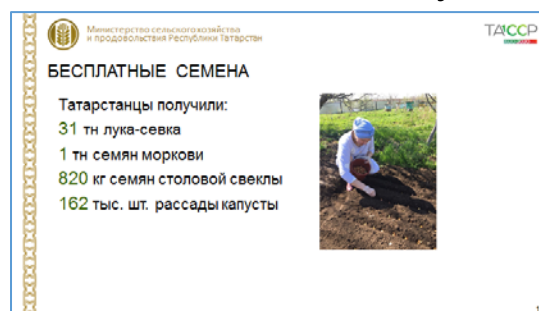 Министерство сельского хозяйства
и продовольствия Республики Татарстан
ТАССР
БЕСПЛАТНЫЕ СЕМЕНА
Татарстанцы получили:
31 тн лука-севка
1 тн семян моркови
820 кг семян столовой свеклы
162 тыс. шт. рассады капусты